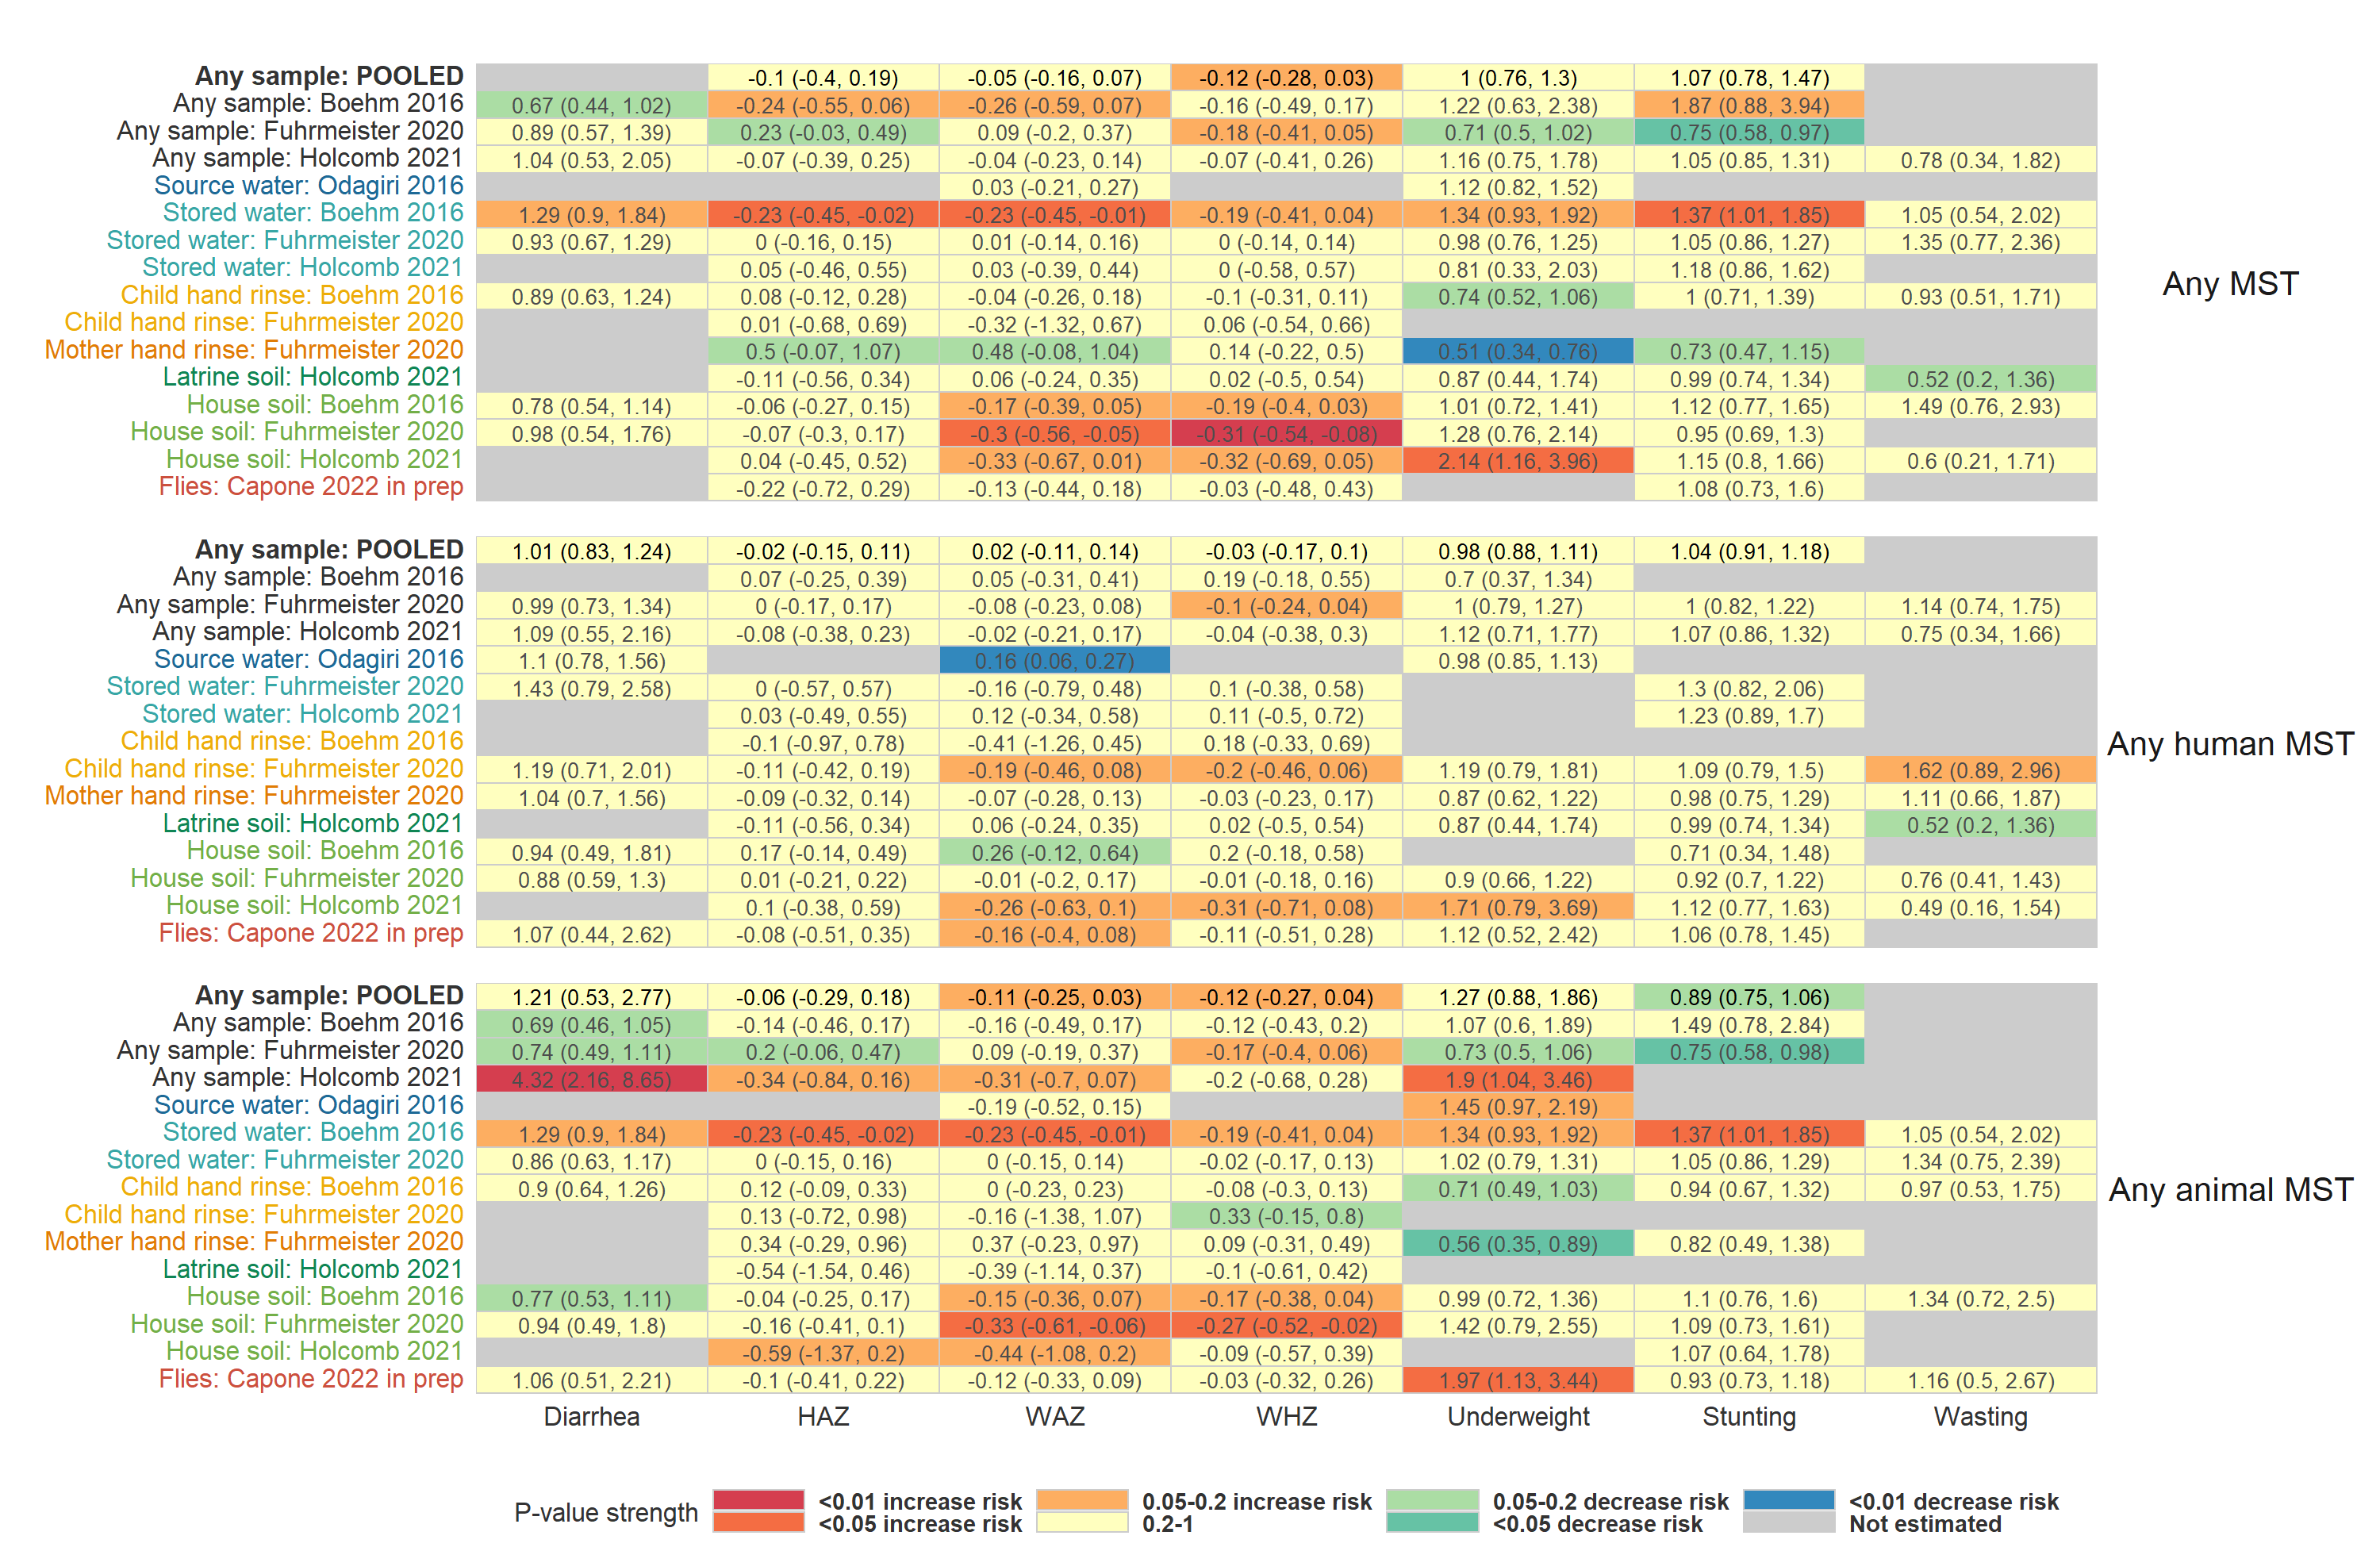 Any sample: POOLED -0.1 (-0.4, 0.19) -0.05 (-0.16, 0.07) -0.12 (-0.28, 0.03) 1 (0.76, 1.3) 1.07 (0.78, 1.47)
Any sample: Boehm 2016 0.67 (0.44, 1.02) -0.24 (-0.55, 0.06) -0.26 (-0.59, 0.07) -0.16 (-0.49, 0.17) 1.22 (0.63, 2.38) 1.87 (0.88, 3.94)
Any sample: Fuhrmeister 2020 0.89 (0.57, 1.39) 0.23 (-0.03, 0.49) 0.09 (-0.2, 0.37) -0.18 (-0.41, 0.05) 0.71 (0.5, 1.02) 0.75 (0.58, 0.97)
Any sample: Holcomb 2021 1.04 (0.53, 2.05) -0.07 (-0.39, 0.25) -0.04 (-0.23, 0.14) -0.07 (-0.41, 0.26) 1.16 (0.75, 1.78) 1.05 (0.85, 1.31) 0.78 (0.34, 1.82)
Source water: Odagiri 2016 0.03 (-0.21, 0.27) 1.12 (0.82, 1.52)
Stored water: Boehm 2016 1.29 (0.9, 1.84) -0.23 (-0.45, -0.02) -0.23 (-0.45, -0.01) -0.19 (-0.41, 0.04) 1.34 (0.93, 1.92) 1.37 (1.01, 1.85) 1.05 (0.54, 2.02)
Stored water: Fuhrmeister 2020 0.93 (0.67, 1.29) 0 (-0.16, 0.15) 0.01 (-0.14, 0.16) 0 (-0.14, 0.14) 0.98 (0.76, 1.25) 1.05 (0.86, 1.27) 1.35 (0.77, 2.36)
Stored water: Holcomb 2021 0.05 (-0.46, 0.55) 0.03 (-0.39, 0.44) 0 (-0.58, 0.57) 0.81 (0.33, 2.03) 1.18 (0.86, 1.62)
Any MST
Child hand rinse: Boehm 2016 0.89 (0.63, 1.24) 0.08 (-0.12, 0.28) -0.04 (-0.26, 0.18) -0.1 (-0.31, 0.11) 0.74 (0.52, 1.06) 1 (0.71, 1.39) 0.93 (0.51, 1.71)
Child hand rinse: Fuhrmeister 2020 0.01 (-0.68, 0.69) -0.32 (-1.32, 0.67) 0.06 (-0.54, 0.66)
Mother hand rinse: Fuhrmeister 2020 0.5 (-0.07, 1.07) 0.48 (-0.08, 1.04) 0.14 (-0.22, 0.5) 0.51 (0.34, 0.76) 0.73 (0.47, 1.15)
Latrine soil: Holcomb 2021 -0.11 (-0.56, 0.34) 0.06 (-0.24, 0.35) 0.02 (-0.5, 0.54) 0.87 (0.44, 1.74) 0.99 (0.74, 1.34) 0.52 (0.2, 1.36)
House soil: Boehm 2016 0.78 (0.54, 1.14) -0.06 (-0.27, 0.15) -0.17 (-0.39, 0.05) -0.19 (-0.4, 0.03) 1.01 (0.72, 1.41) 1.12 (0.77, 1.65) 1.49 (0.76, 2.93)
House soil: Fuhrmeister 2020 0.98 (0.54, 1.76) -0.07 (-0.3, 0.17) -0.3 (-0.56, -0.05) -0.31 (-0.54, -0.08) 1.28 (0.76, 2.14) 0.95 (0.69, 1.3)
House soil: Holcomb 2021 0.04 (-0.45, 0.52) -0.33 (-0.67, 0.01) -0.32 (-0.69, 0.05) 2.14 (1.16, 3.96) 1.15 (0.8, 1.66) 0.6 (0.21, 1.71)
Flies: Capone 2022 in prep -0.22 (-0.72, 0.29) -0.13 (-0.44, 0.18) -0.03 (-0.48, 0.43) 1.08 (0.73, 1.6)
Any sample: POOLED 1.01 (0.83, 1.24) -0.02 (-0.15, 0.11) 0.02 (-0.11, 0.14) -0.03 (-0.17, 0.1) 0.98 (0.88, 1.11) 1.04 (0.91, 1.18)
Any sample: Boehm 2016 0.07 (-0.25, 0.39) 0.05 (-0.31, 0.41) 0.19 (-0.18, 0.55) 0.7 (0.37, 1.34)
Any sample: Fuhrmeister 2020 0.99 (0.73, 1.34) 0 (-0.17, 0.17) -0.08 (-0.23, 0.08) -0.1 (-0.24, 0.04) 1 (0.79, 1.27) 1 (0.82, 1.22) 1.14 (0.74, 1.75)
Any sample: Holcomb 2021 1.09 (0.55, 2.16) -0.08 (-0.38, 0.23) -0.02 (-0.21, 0.17) -0.04 (-0.38, 0.3) 1.12 (0.71, 1.77) 1.07 (0.86, 1.32) 0.75 (0.34, 1.66)
Source water: Odagiri 2016 1.1 (0.78, 1.56) 0.16 (0.06, 0.27) 0.98 (0.85, 1.13)
Stored water: Fuhrmeister 2020 1.43 (0.79, 2.58) 0 (-0.57, 0.57) -0.16 (-0.79, 0.48) 0.1 (-0.38, 0.58) 1.3 (0.82, 2.06)
Stored water: Holcomb 2021 0.03 (-0.49, 0.55) 0.12 (-0.34, 0.58) 0.11 (-0.5, 0.72) 1.23 (0.89, 1.7)
Child hand rinse: Boehm 2016 -0.1 (-0.97, 0.78) -0.41 (-1.26, 0.45) 0.18 (-0.33, 0.69)
Any human MST
Child hand rinse: Fuhrmeister 2020 1.19 (0.71, 2.01) -0.11 (-0.42, 0.19) -0.19 (-0.46, 0.08) -0.2 (-0.46, 0.06) 1.19 (0.79, 1.81) 1.09 (0.79, 1.5) 1.62 (0.89, 2.96)
Mother hand rinse: Fuhrmeister 2020 1.04 (0.7, 1.56) -0.09 (-0.32, 0.14) -0.07 (-0.28, 0.13) -0.03 (-0.23, 0.17) 0.87 (0.62, 1.22) 0.98 (0.75, 1.29) 1.11 (0.66, 1.87)
Latrine soil: Holcomb 2021 -0.11 (-0.56, 0.34) 0.06 (-0.24, 0.35) 0.02 (-0.5, 0.54) 0.87 (0.44, 1.74) 0.99 (0.74, 1.34) 0.52 (0.2, 1.36)
House soil: Boehm 2016 0.94 (0.49, 1.81) 0.17 (-0.14, 0.49) 0.26 (-0.12, 0.64) 0.2 (-0.18, 0.58) 0.71 (0.34, 1.48)
House soil: Fuhrmeister 2020 0.88 (0.59, 1.3) 0.01 (-0.21, 0.22) -0.01 (-0.2, 0.17) -0.01 (-0.18, 0.16) 0.9 (0.66, 1.22) 0.92 (0.7, 1.22) 0.76 (0.41, 1.43)
House soil: Holcomb 2021 0.1 (-0.38, 0.59) -0.26 (-0.63, 0.1) -0.31 (-0.71, 0.08) 1.71 (0.79, 3.69) 1.12 (0.77, 1.63) 0.49 (0.16, 1.54)
Flies: Capone 2022 in prep 1.07 (0.44, 2.62) -0.08 (-0.51, 0.35) -0.16 (-0.4, 0.08) -0.11 (-0.51, 0.28) 1.12 (0.52, 2.42) 1.06 (0.78, 1.45)
Any sample: POOLED 1.21 (0.53, 2.77) -0.06 (-0.29, 0.18) -0.11 (-0.25, 0.03) -0.12 (-0.27, 0.04) 1.27 (0.88, 1.86) 0.89 (0.75, 1.06)
Any sample: Boehm 2016 0.69 (0.46, 1.05) -0.14 (-0.46, 0.17) -0.16 (-0.49, 0.17) -0.12 (-0.43, 0.2) 1.07 (0.6, 1.89) 1.49 (0.78, 2.84)
Any sample: Fuhrmeister 2020 0.74 (0.49, 1.11) 0.2 (-0.06, 0.47) 0.09 (-0.19, 0.37) -0.17 (-0.4, 0.06) 0.73 (0.5, 1.06) 0.75 (0.58, 0.98)
Any sample: Holcomb 2021 4.32 (2.16, 8.65) -0.34 (-0.84, 0.16) -0.31 (-0.7, 0.07) -0.2 (-0.68, 0.28) 1.9 (1.04, 3.46)
Source water: Odagiri 2016 -0.19 (-0.52, 0.15) 1.45 (0.97, 2.19)
Stored water: Boehm 2016 1.29 (0.9, 1.84) -0.23 (-0.45, -0.02) -0.23 (-0.45, -0.01) -0.19 (-0.41, 0.04) 1.34 (0.93, 1.92) 1.37 (1.01, 1.85) 1.05 (0.54, 2.02)
Stored water: Fuhrmeister 2020 0.86 (0.63, 1.17) 0 (-0.15, 0.16) 0 (-0.15, 0.14) -0.02 (-0.17, 0.13) 1.02 (0.79, 1.31) 1.05 (0.86, 1.29) 1.34 (0.75, 2.39)
Child hand rinse: Boehm 2016 0.9 (0.64, 1.26) 0.12 (-0.09, 0.33) 0 (-0.23, 0.23) -0.08 (-0.3, 0.13) 0.71 (0.49, 1.03) 0.94 (0.67, 1.32) 0.97 (0.53, 1.75)
Any animal MST
Child hand rinse: Fuhrmeister 2020 0.13 (-0.72, 0.98) -0.16 (-1.38, 1.07) 0.33 (-0.15, 0.8)
Mother hand rinse: Fuhrmeister 2020 0.34 (-0.29, 0.96) 0.37 (-0.23, 0.97) 0.09 (-0.31, 0.49) 0.56 (0.35, 0.89) 0.82 (0.49, 1.38)
Latrine soil: Holcomb 2021 -0.54 (-1.54, 0.46) -0.39 (-1.14, 0.37) -0.1 (-0.61, 0.42)
House soil: Boehm 2016 0.77 (0.53, 1.11) -0.04 (-0.25, 0.17) -0.15 (-0.36, 0.07) -0.17 (-0.38, 0.04) 0.99 (0.72, 1.36) 1.1 (0.76, 1.6) 1.34 (0.72, 2.5)
House soil: Fuhrmeister 2020 0.94 (0.49, 1.8) -0.16 (-0.41, 0.1) -0.33 (-0.61, -0.06) -0.27 (-0.52, -0.02) 1.42 (0.79, 2.55) 1.09 (0.73, 1.61)
House soil: Holcomb 2021 -0.59 (-1.37, 0.2) -0.44 (-1.08, 0.2) -0.09 (-0.57, 0.39) 1.07 (0.64, 1.78)
Flies: Capone 2022 in prep 1.06 (0.51, 2.21) -0.1 (-0.41, 0.22) -0.12 (-0.33, 0.09) -0.03 (-0.32, 0.26) 1.97 (1.13, 3.44) 0.93 (0.73, 1.18) 1.16 (0.5, 2.67)
Diarrhea HAZ WAZ WHZ Underweight Stunting Wasting
P-value strength
<0.01 increase risk 0.05-0.2 increase risk 0.05-0.2 decrease risk <0.01 decrease risk
<0.05 increase risk 0.2-1 <0.05 decrease risk Not estimated